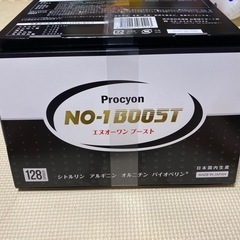 Procyon
NO-1 BOOST
エヌオーワン ブースト
日本国内生産
MADE IN JAPAN
128
シトルリン アルギニン オルニチン バイオペリン®